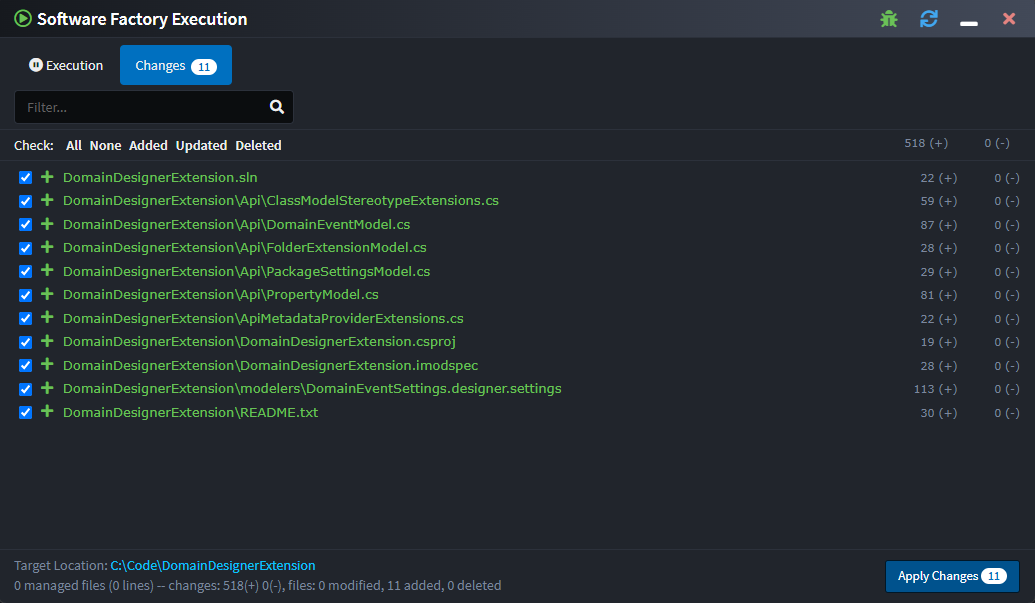 Software Factory Execution
Execution Changes 11
Filter...
Check: All None Added Updated Deleted 518 (+) 0 (-)
DomainDesignerExtension.sln 22 (+) 0 (-)
DomainDesignerExtension\Api\ClassModelStereotypeExtensions.cs 59 (+) 0 (-)
DomainDesignerExtension\Api\DomainEventModel.cs 87 (+) 0 (-)
DomainDesignerExtension\Api\FolderExtensionModel.cs 28 (+) 0 (-)
DomainDesignerExtension\Api\PackageSettingsModel.cs 29 (+) 0 (-)
DomainDesignerExtension\Api\PropertyModel.cs 81 (+) 0 (-)
DomainDesignerExtension\ApiMetadataProviderExtensions.cs 22 (+) 0 (-)
DomainDesignerExtension\DomainDesignerExtension.csproj 19 (+) 0 (-)
DomainDesignerExtension\DomainDesignerExtension.imodspec 28 (+) 0 (-)
DomainDesignerExtension\modelers\DomainEventSettings.designer.settings 113 (+) 0 (-)
DomainDesignerExtension\README.txt 30 (+) 0 (-)
Target Location: C:\Code\DomainDesignerExtension
0 managed files (0 lines) -- changes: 518(+) 0(-), files: 0 modified, 11 added, 0 deleted
Apply Changes 11